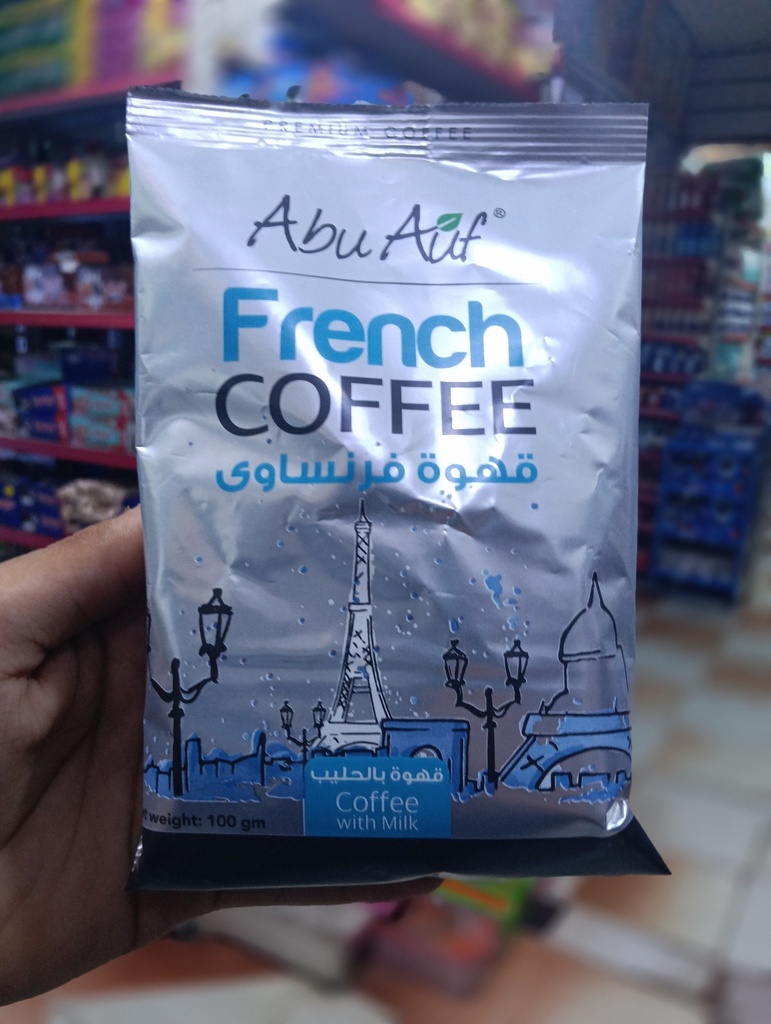 PREMIUM COFFEE
Abu Auf®
French
COFFEE
قهوة فرنساوى
قهوة بالحليب
Coffee
with Milk
weight: 100 gm